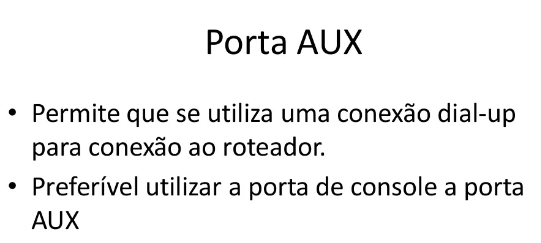 Porta AUX
• Permite que se utiliza uma conexão dial-up
para conexão ao roteador.
• Preferível utilizar a porta de console a porta
AUX